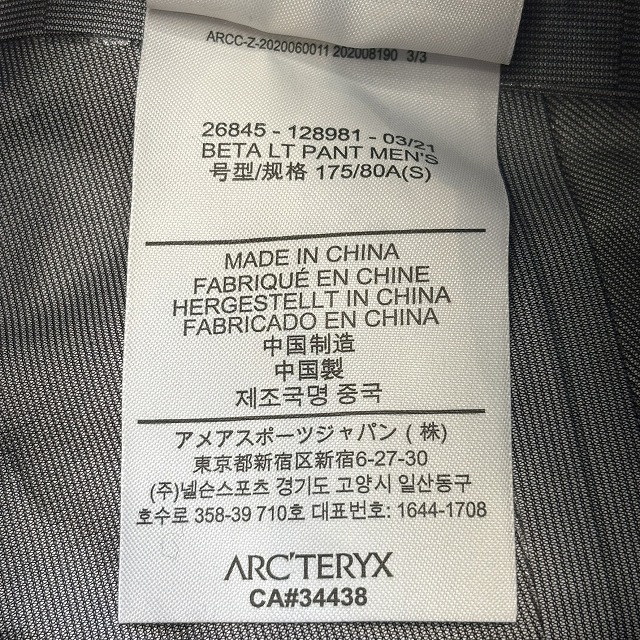 ARCC-Z-2020060011 202008190 3/3
26845 - 128981 - 03/21
BETA LT PANT MEN'S
号型/规格 175/80A(S)
MADE IN CHINA
FABRIQUÉ EN CHINE
HERGESTELLT IN CHINA
FABRICADO EN CHINA
中国制造
中国製
제조국명 중국
アメアスポーツジャパン ( 株)
東京都新宿区新宿6-27-30
(주)넬슨스포츠 경기도 고양시 일산동구
호수로 358-39 710호 대표번호: 1644-1708
ARC'TERYX
CA#34438